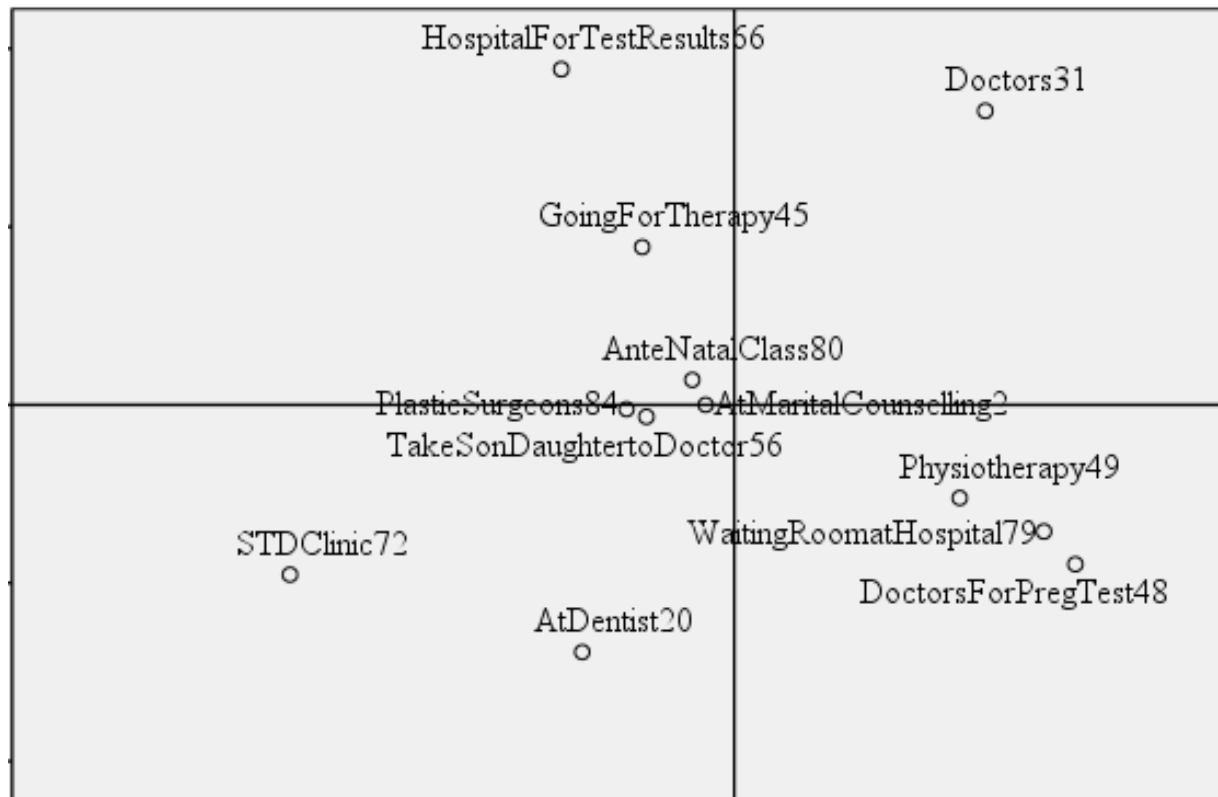 HospitalForTestResults66
Doctors31
GoingForTherapy45
AnteNatalClass80
PlasticSurgeons84
AtMaritalCounselling2
TakeSonDaughtertoDoctor56
Physiotherapy49
WaitingRoomatHospital79
STDClinic72
DoctorsForPregTest48
AtDentist20